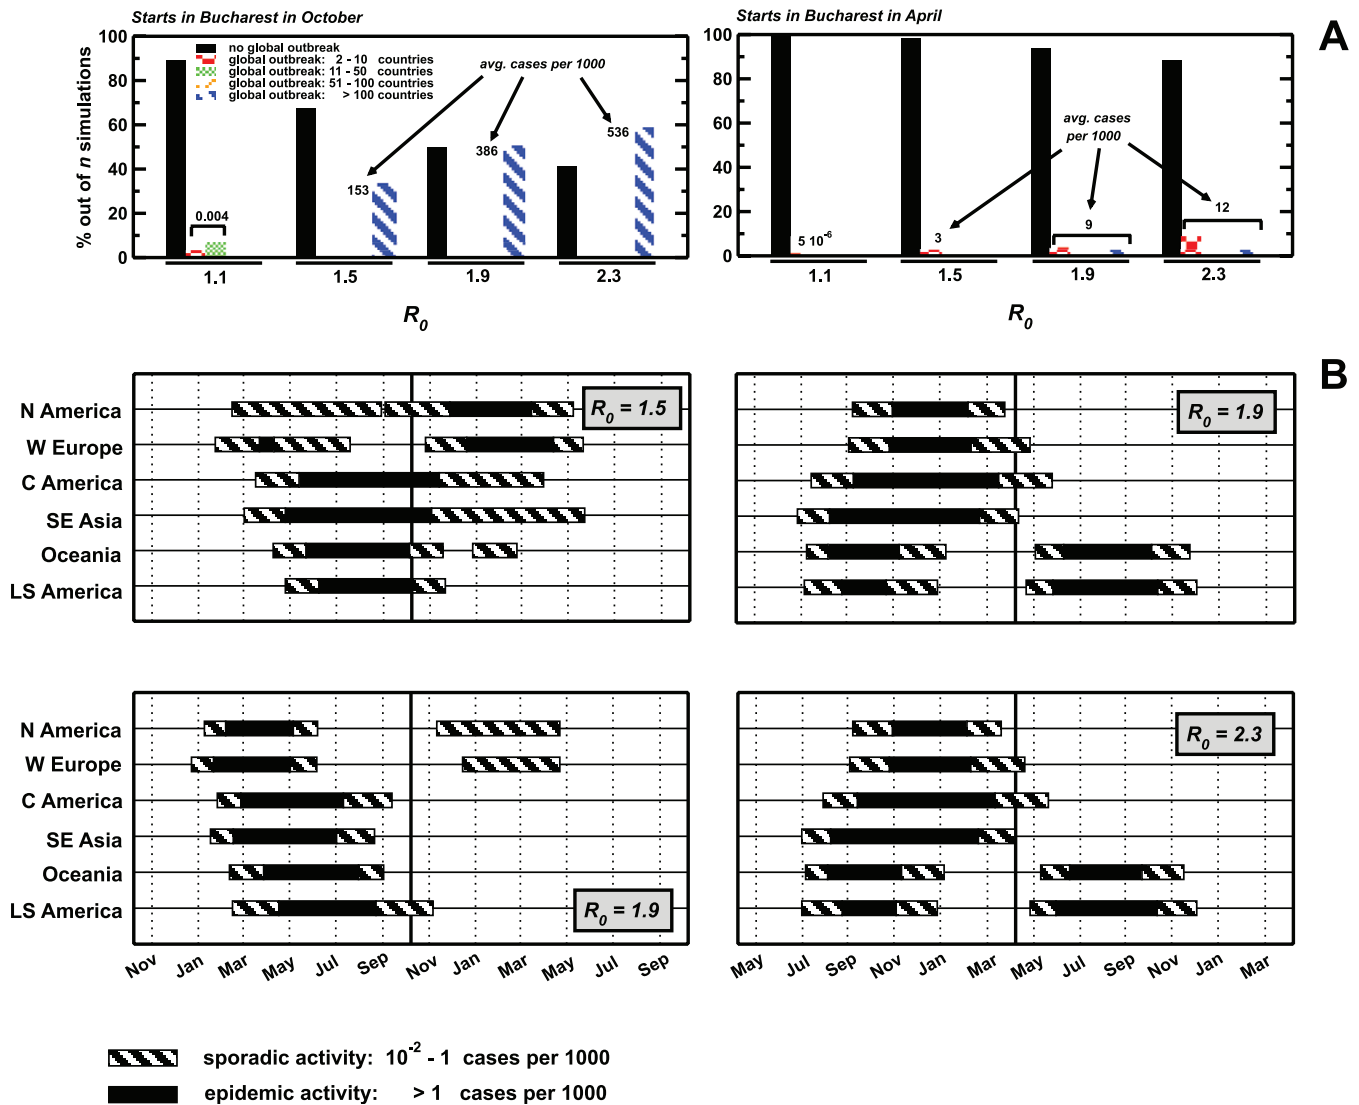 Starts in Bucharest in October
Starts in Bucharest in April
A
% out of n simulations
100
80
60
40
20
0
no global outbreak
global outbreak: 2 - 10 countries
global outbreak: 11 - 50 countries
global outbreak: 51 - 100 countries
global outbreak: > 100 countries
avg. cases per 1000
0.004
153
386
536
1.1
1.5
1.9
2.3
R0
100
80
60
40
20
0
avg. cases
per 1000
5 10-6
3
9
12
1.1
1.5
1.9
2.3
R0
B
N America
W Europe
C America
SE Asia
Oceania
LS America
R0 = 1.5
R0 = 1.9
N America
W Europe
C America
SE Asia
Oceania
LS America
R0 = 1.9
R0 = 2.3
Nov Jan Mar May Jul Sep Nov Jan Mar May Jul Sep
May Jul Sep Nov Jan Mar May Jul Sep Nov Jan Mar
sporadic activity: 10-2 - 1 cases per 1000
epidemic activity: > 1 cases per 1000